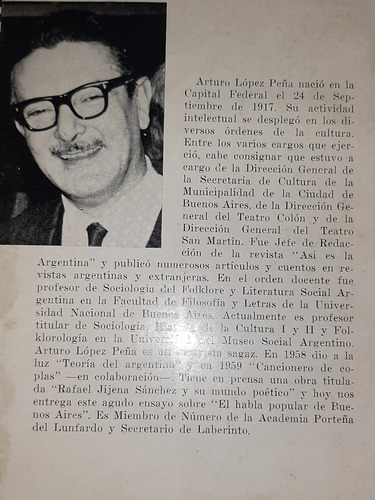 Arturo López Peña nació en la
Capital Federal el 24 de Sep-
tiembre de 1917. Su actividad
intelectual se desplegó en los di-
versos órdenes de la cultura.
Entre los varios cargos que ejer-
ció, cabe consignar que estuvo a
cargo de la Dirección General de
la Secretaría de Cultura de la
Municipalidad de la Ciudad de
Buenos Aires, de la Dirección Ge-
neral del Teatro Colón y de la
Dirección General del Teatro
San Martín. Fue Jefe de Redac-
ción de la revista "Así es la
Argentina" y publicó numerosos artículos y cuentos en re-
vistas argentinas y extranjeras. En el orden docente fue
profesor de Sociología del Folklore y Literatura Social Ar-
gentina en la Facultad de Filosofía y Letras de la Univer-
sidad Nacional de Buenos Aires. Actualmente es profesor
titular de Sociología, de la Cultura I y II y Fol-
klorología en la del Museo Social Argentino.
Arturo López Peña es un sagaz. En 1958 dio a la
luz "Teoría del argentino" y en 1959 "Cancionero de co-
plas" —en colaboración—. Tiene en prensa una obra titula-
da "Rafael Jijena Sánchez y su mundo poético" y hoy nos
entrega este agudo ensayo sobre "El habla popular de Bue-
nos Aires". Es Miembro de Número de la Academia Porteña
del Lunfardo y Secretario de Laberinto.